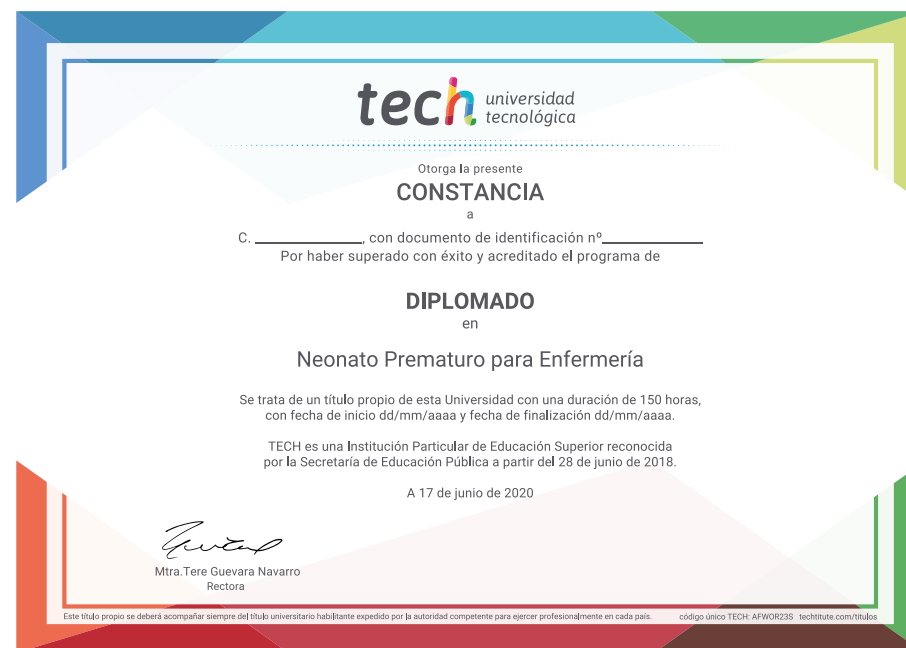 tech universidad
tecnológica
Otorga la presente
CONSTANCIA
a
C. ______________, con documento de identificación nº_____________
Por haber superado con éxito y acreditado el programa de
DIPLOMADO
en
Neonato Prematuro para Enfermería
Se trata de un título propio de esta Universidad con una duración de 150 horas,
con fecha de inicio dd/mm/aaaa y fecha de finalización dd/mm/aaaa.
TECH es una Institución Particular de Educación Superior reconocida
por la Secretaría de Educación Pública a partir del 28 de junio de 2018.
A 17 de junio de 2020
Mtra.Tere Guevara Navarro
Rectora
Este título propio se deberá acompañar siempre del título universitario habilitante expedido por la autoridad competente para ejercer profesionalmente en cada país. código único TECH: AFWOR23S techtitute.com/titulos